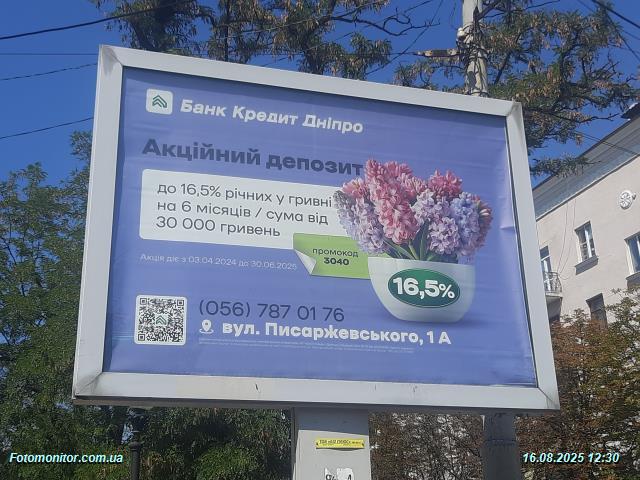 Банк Кредит Дніпро
Акційний депозит
до 16,5% річних у гривні
на 6 місяців / сума від
30 000 гривень
промокод
3040
Акція діє з 03.04.2024 до 30.06.2025
16,5%
(056) 787 01 76
вул. Писаржевського, 1 А
Fotomonitor.com.ua
16.08.2025 12:30